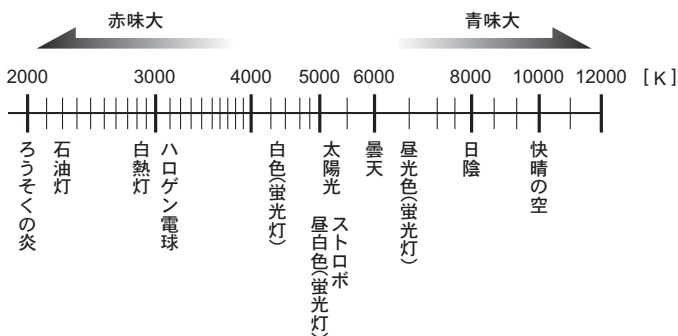 赤味大
青味大
2000 3000 4000 5000 6000 8000 10000 12000 [K]
ろうそくの炎
石油灯
白熱灯
ハロゲン電球
白色(蛍光灯)
太陽光
ストロボ
昼白色(蛍光灯)
曇天
昼光色(蛍光灯)
日陰
快晴の空